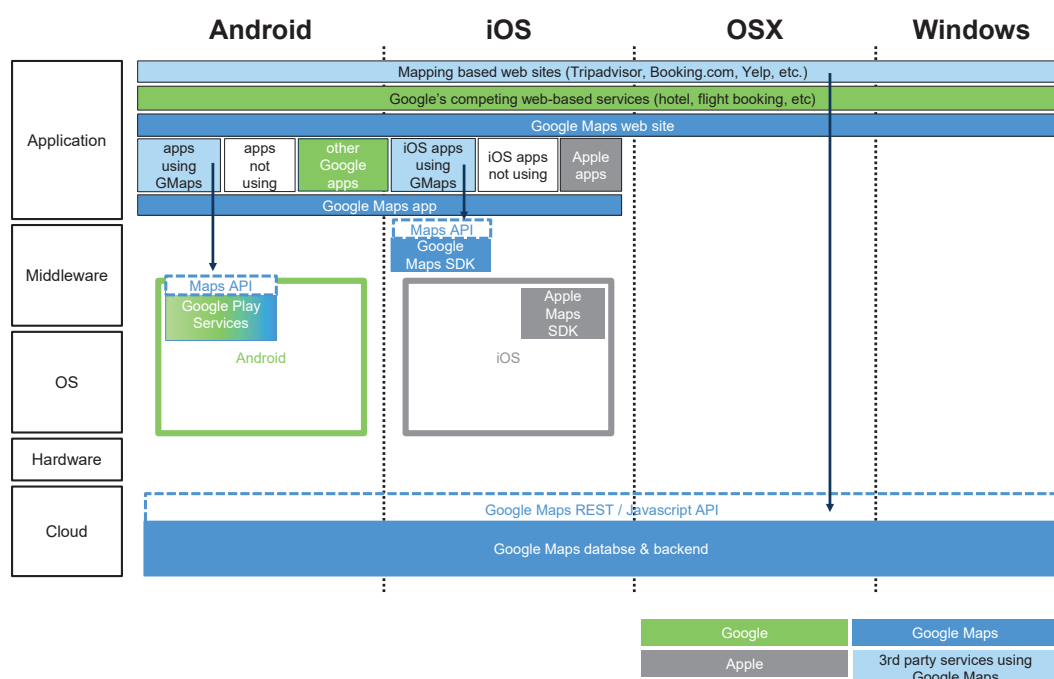 Android iOS OSX Windows
Mapping based web sites (Tripadvisor, Booking.com, Yelp, etc.)
Google's competing web-based services (hotel, flight booking, etc)
Google Maps web site
Application
apps
using
GMaps
apps
not
using
other
Google
apps
iOS apps
using
GMaps
iOS apps
not using
Apple
apps
Google Maps app
Middleware
Maps API
Google
Maps SDK
Maps API
Google Play
Services
Apple
Maps
SDK
Android
iOS
OS
Hardware
Cloud
Google Maps REST / Javascript API
Google Maps databse & backend
Google
Google Maps
Apple
3rd party services using
Google Maps